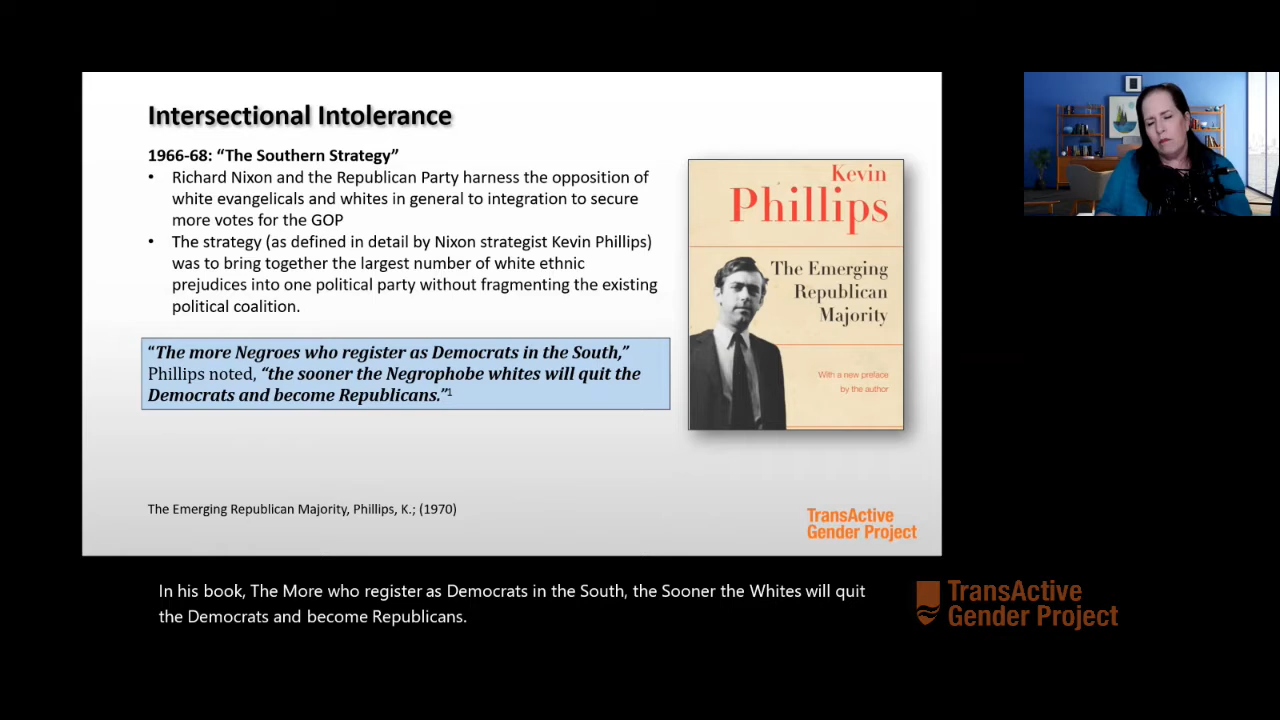 Intersectional Intolerance
1966-68: “The Southern Strategy”
• Richard Nixon and the Republican Party harness the opposition of
white evangelicals and whites in general to integration to secure
more votes for the GOP
• The strategy (as defined in detail by Nixon strategist Kevin Phillips)
was to bring together the largest number of white ethnic
prejudices into one political party without fragmenting the existing
political coalition.
“The more Negroes who register as Democrats in the South,”
Phillips noted, “the sooner the Negrophobe whites will quit the
Democrats and become Republicans.”1
Kevin
Phillips
The Emerging
Republican
Majority
With a new preface
by the author
The Emerging Republican Majority, Phillips, K.; (1970)
TransActive
Gender Project
In his book, The More who register as Democrats in the South, the Sooner the Whites will quit
the Democrats and become Republicans.
TransActive
Gender Project